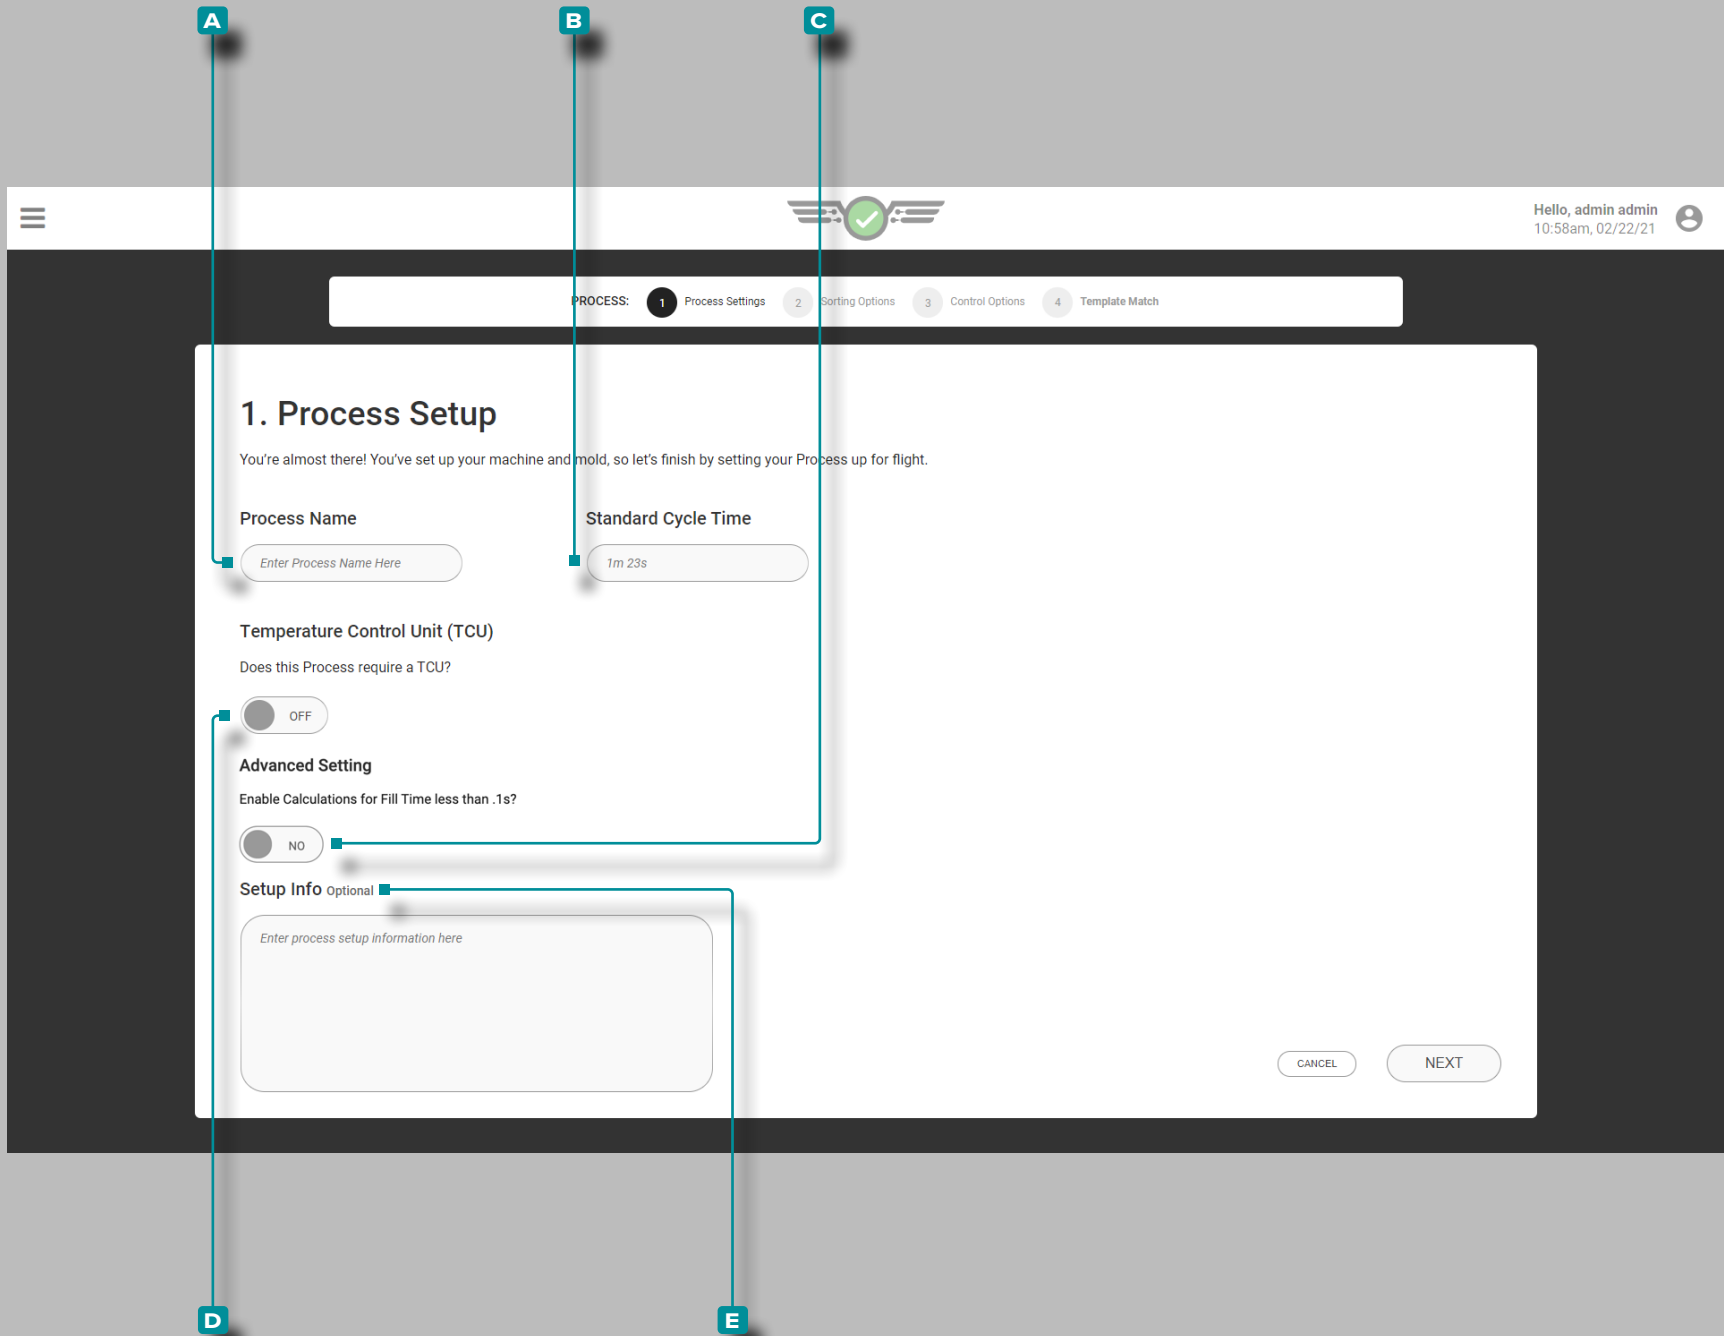 A B C
Hello, admin admin
10:58am, 02/22/21
PROCESS: 1 Process Settings 2 Sorting Options 3 Control Options 4 Template Match
1. Process Setup
You're almost there! You've set up your machine and mold, so let's finish by setting your Process up for flight.
Process Name Standard Cycle Time
Enter Process Name Here 1m 23s
Temperature Control Unit (TCU)
Does this Process require a TCU?
OFF
Advanced Setting
Enable Calculations for Fill Time less than .1s?
NO
Setup Info Optional
Enter process setup information here
CANCEL NEXT
D E